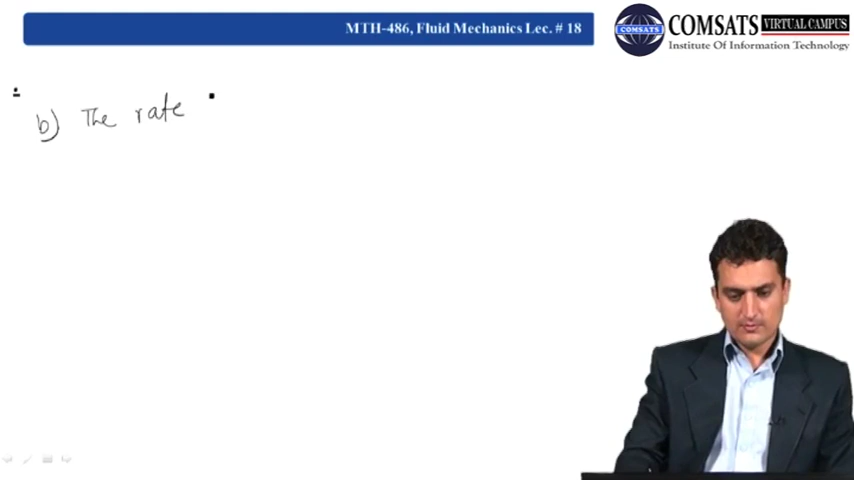 MTH-486, Fluid Mechanics Lec. # 18
COMSATS
COMSATS VIRTUAL CAMPUS
Institute Of Information Technology
b) The rate